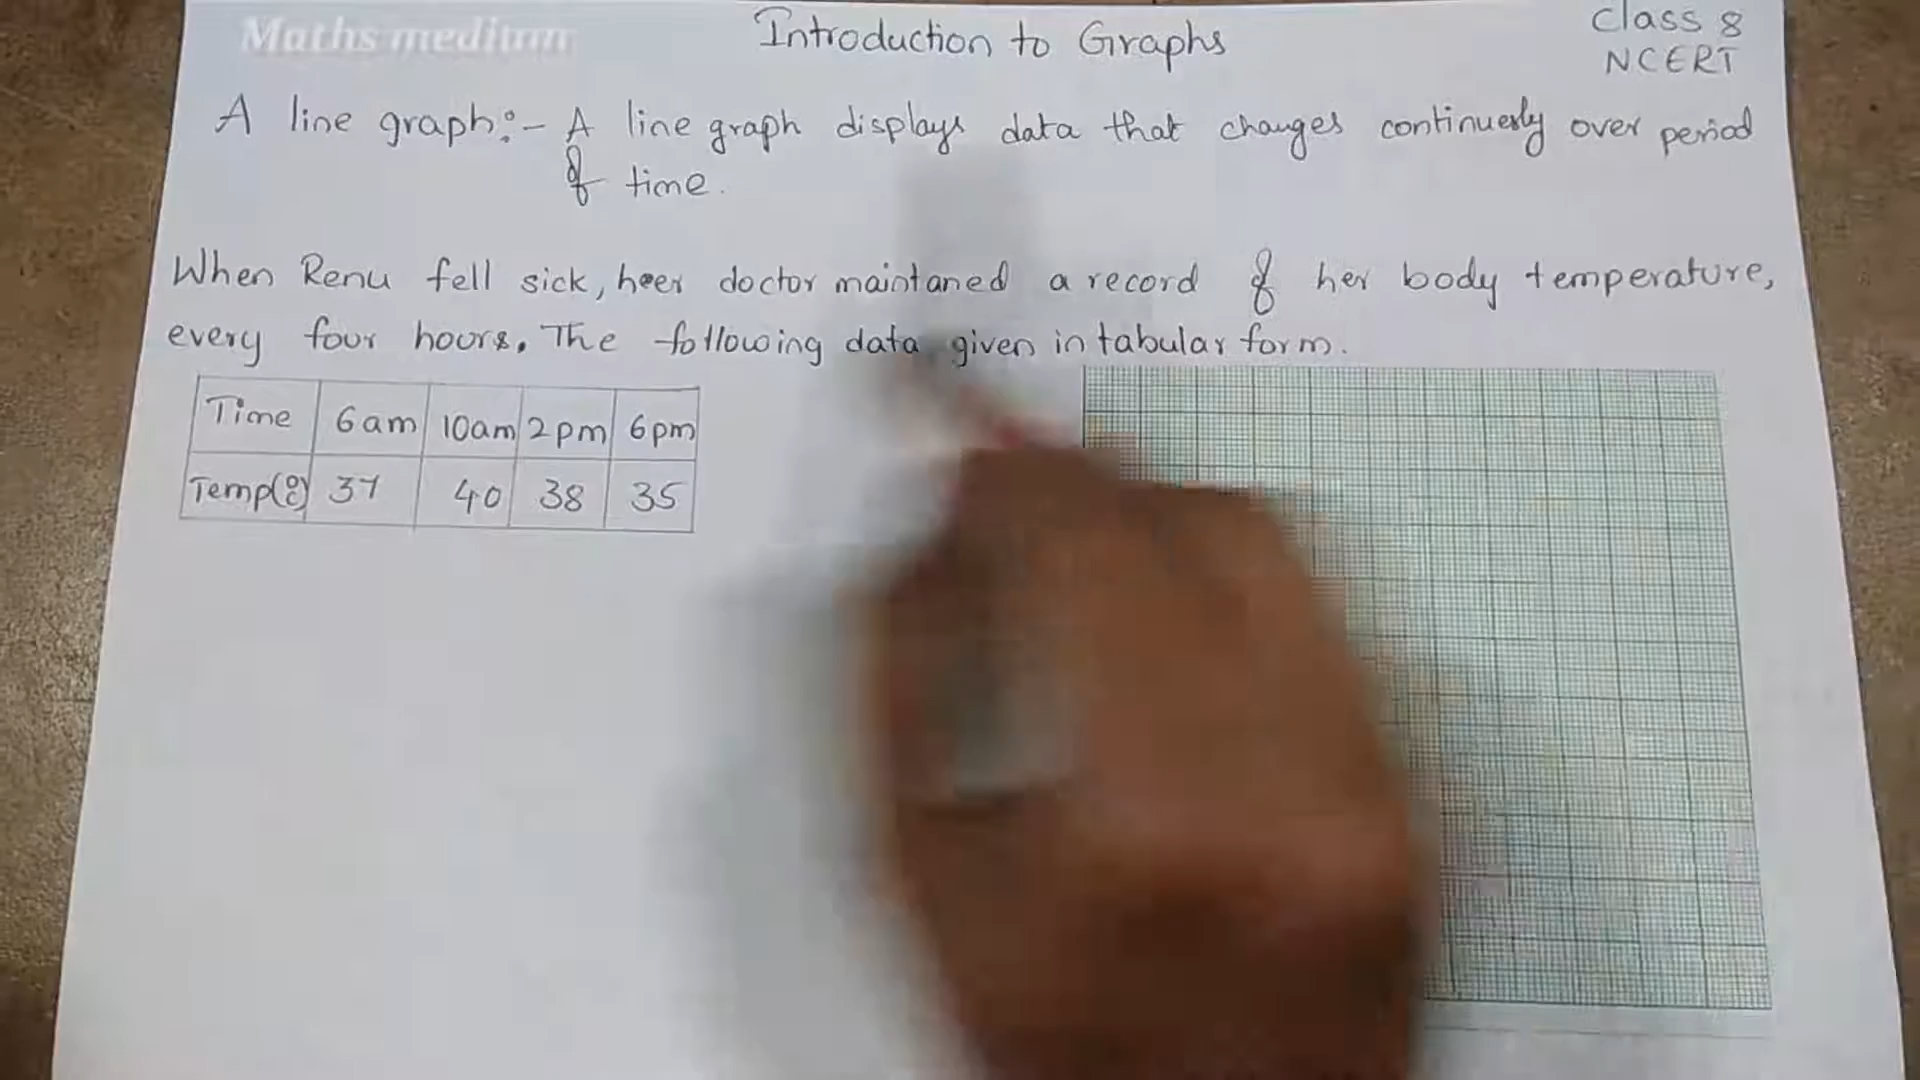 Maths medium
Introduction to Graphs
Class 8
NCERT
A line graph:- A line graph displays data that changes continuesly over period
of time.
When Renu fell sick, heer doctor maintaned a record of her body temperature,
every four hours. The following data given in tabular form.
Time 6am 10am 2pm 6pm
Temp(°C) 37 40 38 35